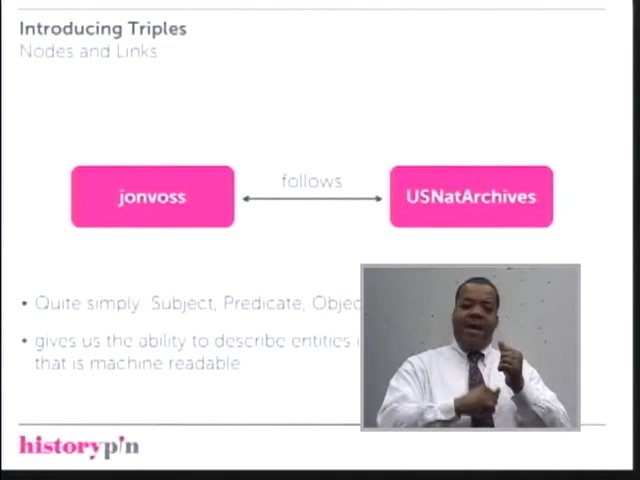 Introducing Triples
Nodes and Links
follows
jonvoss
USNatArchives
• Quite simply: Subject, Predicate,
• gives us the ability to describe entities
that is machine readable
historypin